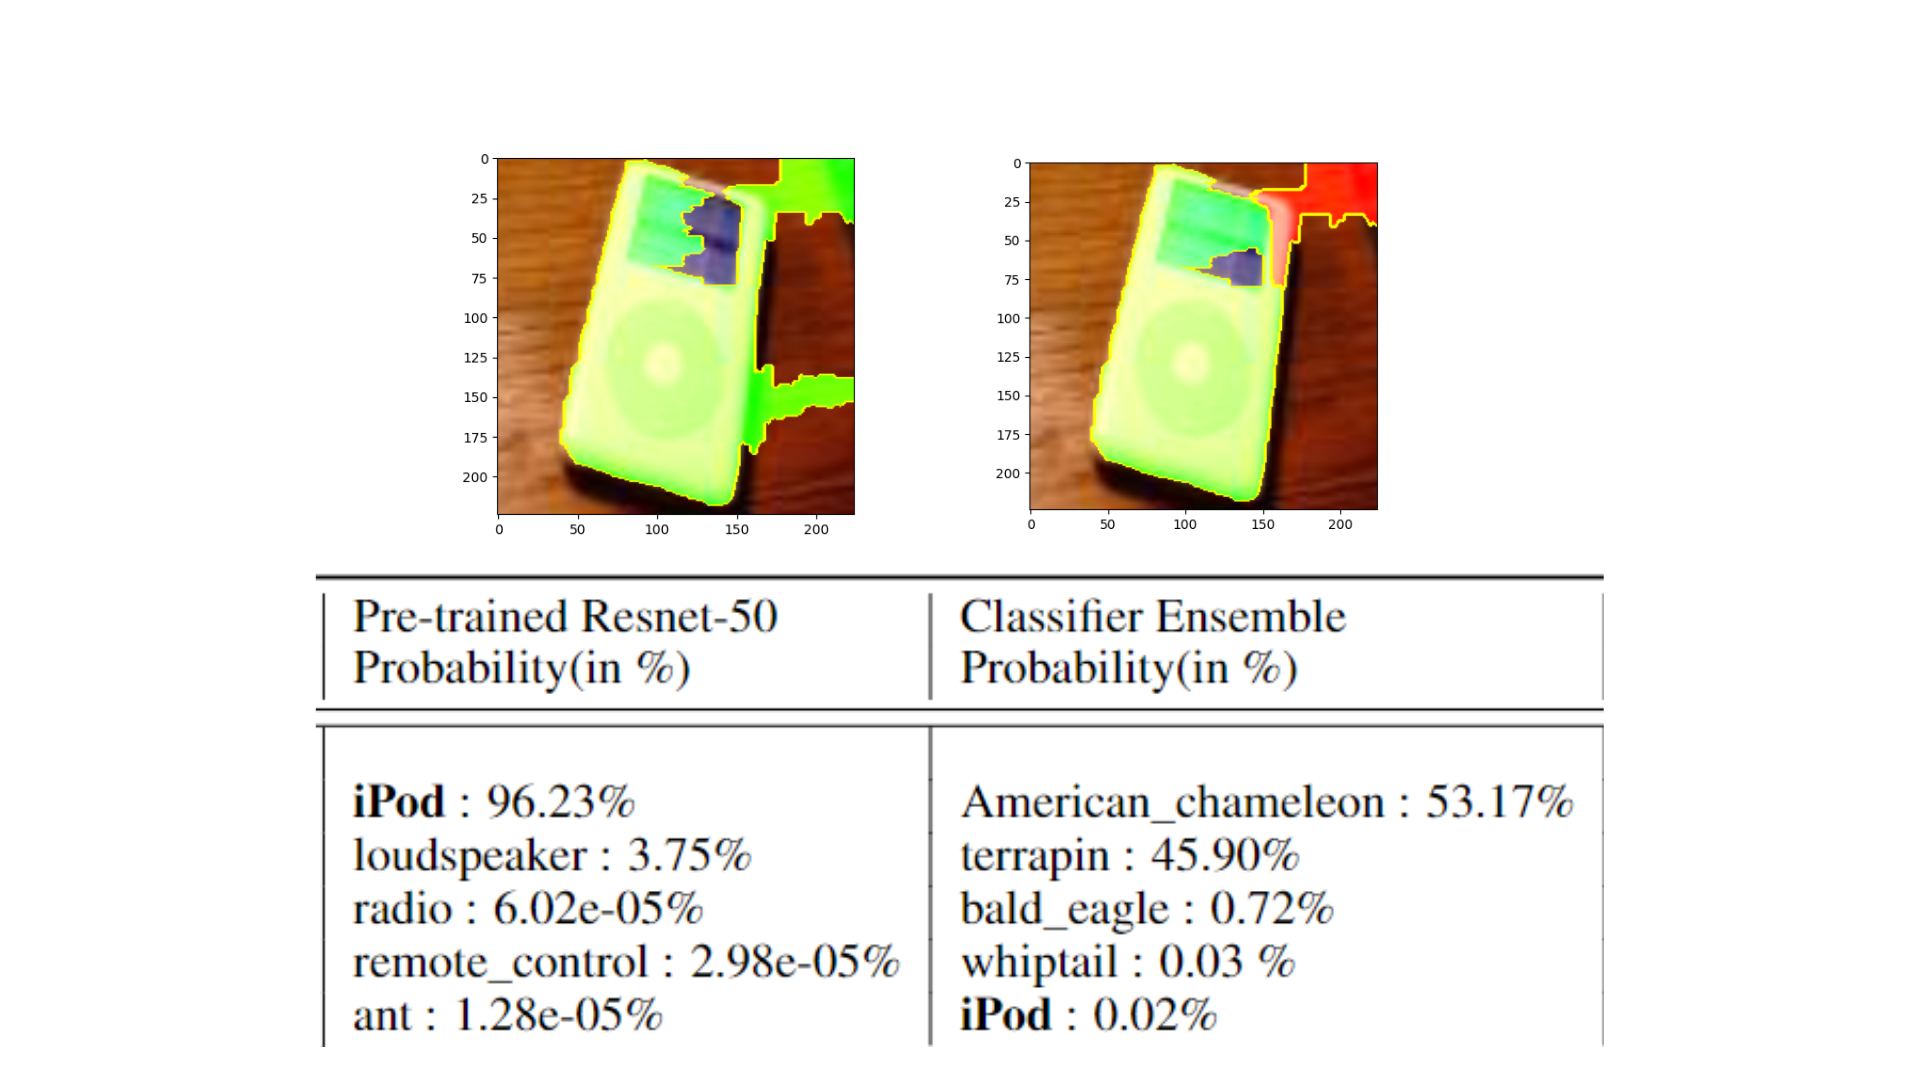 0
25
50
75
100
125
150
175
200
0 50 100 150 200
0
25
50
75
100
125
150
175
200
0 50 100 150 200
Pre-trained Resnet-50
Probability(in %)
Classifier Ensemble
Probability(in %)
iPod : 96.23%
loudspeaker : 3.75%
radio : 6.02e-05%
remote_control : 2.98e-05%
ant : 1.28e-05%
American_chameleon : 53.17%
terrapin : 45.90%
bald_eagle : 0.72%
whiptail : 0.03 %
iPod : 0.02%